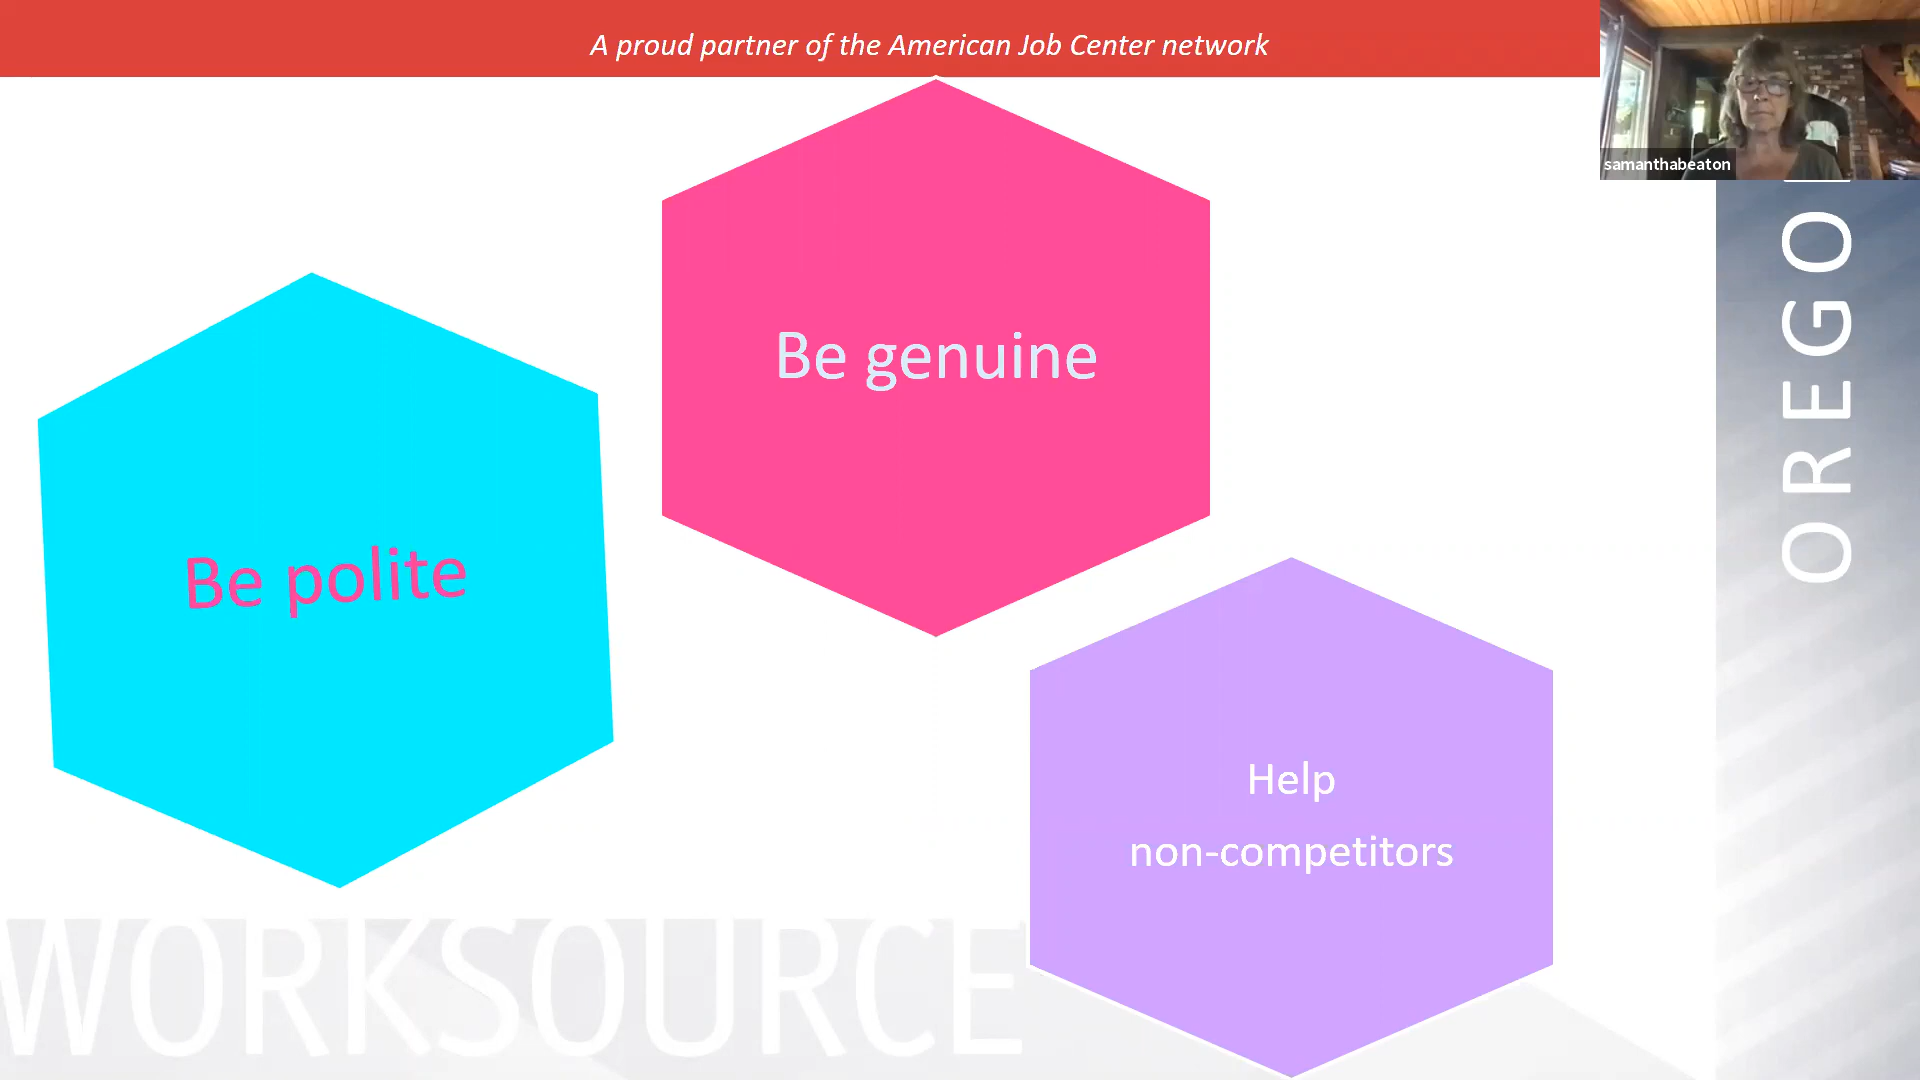 A proud partner of the American Job Center network
samanthabeaton
Be genuine
Be polite
Help
non-competitors
OREGO
WORKSOURCE